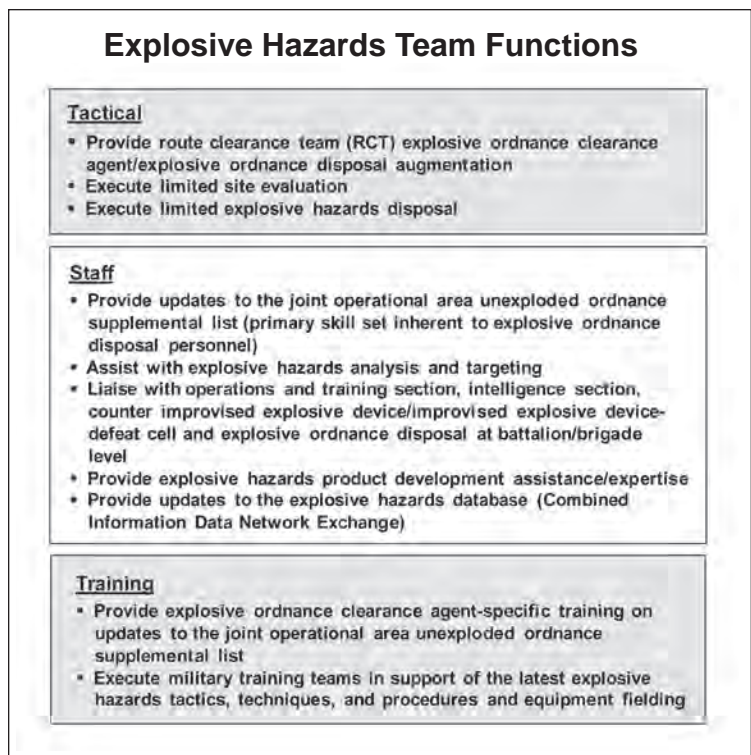 Explosive Hazards Team Functions
Tactical
• Provide route clearance team (RCT) explosive ordnance clearance
agent/explosive ordnance disposal augmentation
• Execute limited site evaluation
• Execute limited explosive hazards disposal
Staff
• Provide updates to the joint operational area unexploded ordnance
supplemental list (primary skill set inherent to explosive ordnance
disposal personnel)
• Assist with explosive hazards analysis and targeting
• Liaise with operations and training section, intelligence section,
counter improvised explosive device/improvised explosive device-
defeat cell and explosive ordnance disposal at battalion/brigade
level
• Provide explosive hazards product development assistance/expertise
• Provide updates to the explosive hazards database (Combined
Information Data Network Exchange)
Training
• Provide explosive ordnance clearance agent-specific training on
updates to the joint operational area unexploded ordnance
supplemental list
• Execute military training teams in support of the latest explosive
hazards tactics, techniques, and procedures and equipment fielding